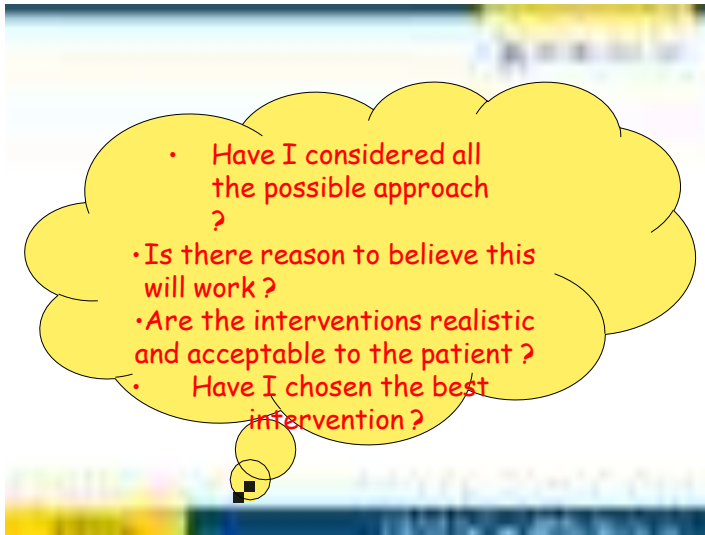 • Have I considered all
the possible approach
?
•Is there reason to believe this
will work ?
•Are the interventions realistic
and acceptable to the patient ?
• Have I chosen the best
intervention ?